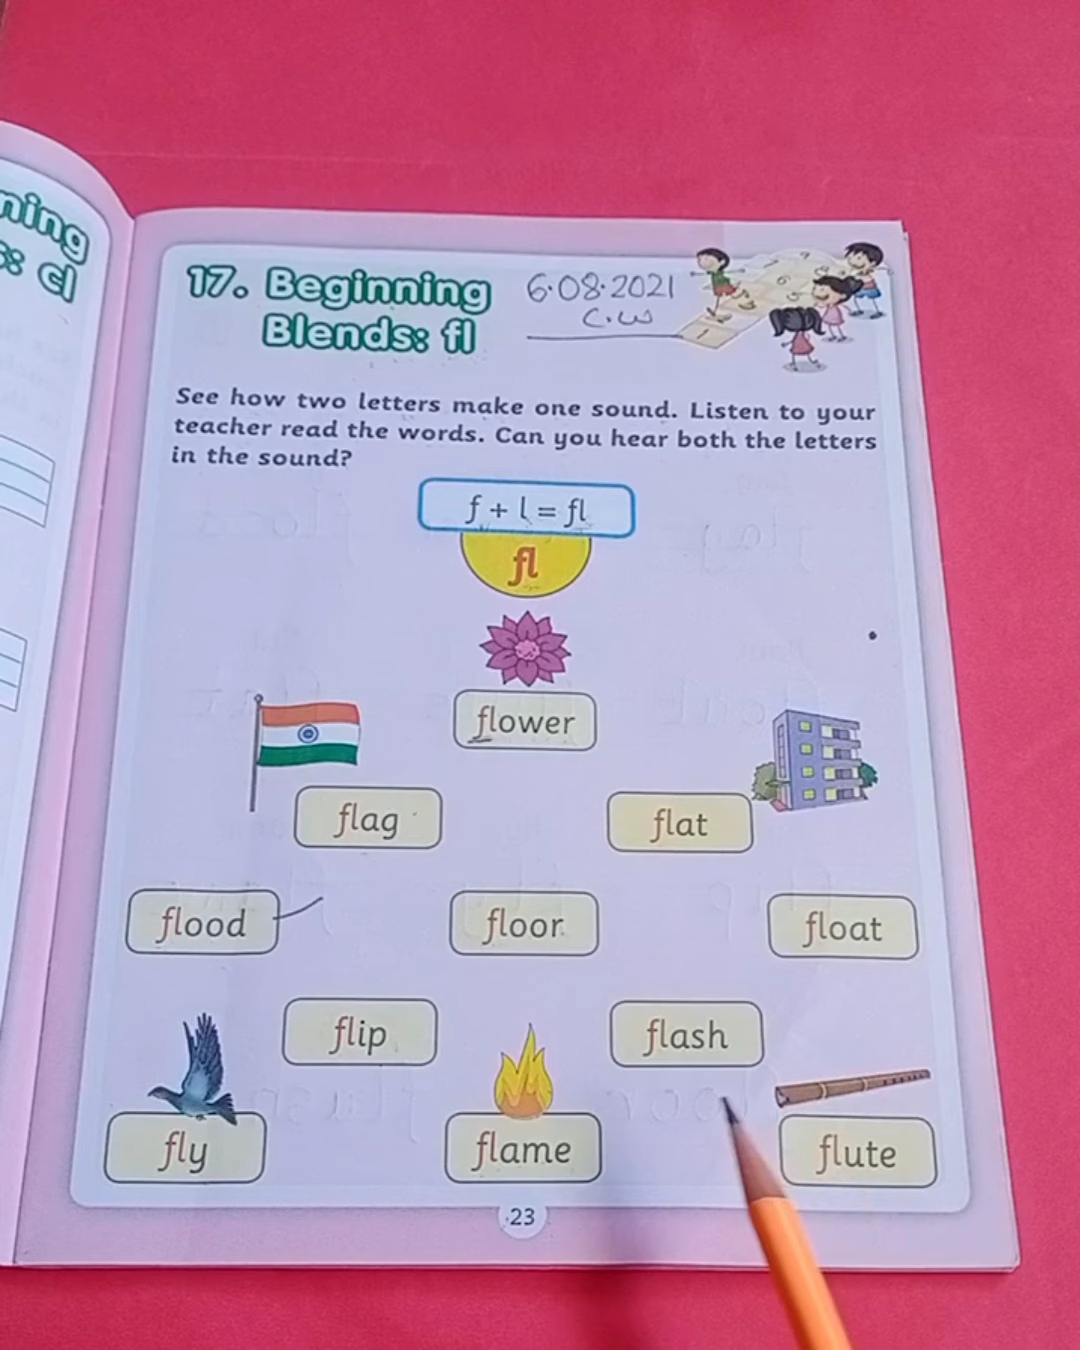 ning
s: cl
17. Beginning
Blends: fl
6.08.2021
C.W
See how two letters make one sound. Listen to your
teacher read the words. Can you hear both the letters
in the sound?
f + l = fl
fl
flower
flag
flat
flood
floor
float
flip
flash
fly
flame
flute
23